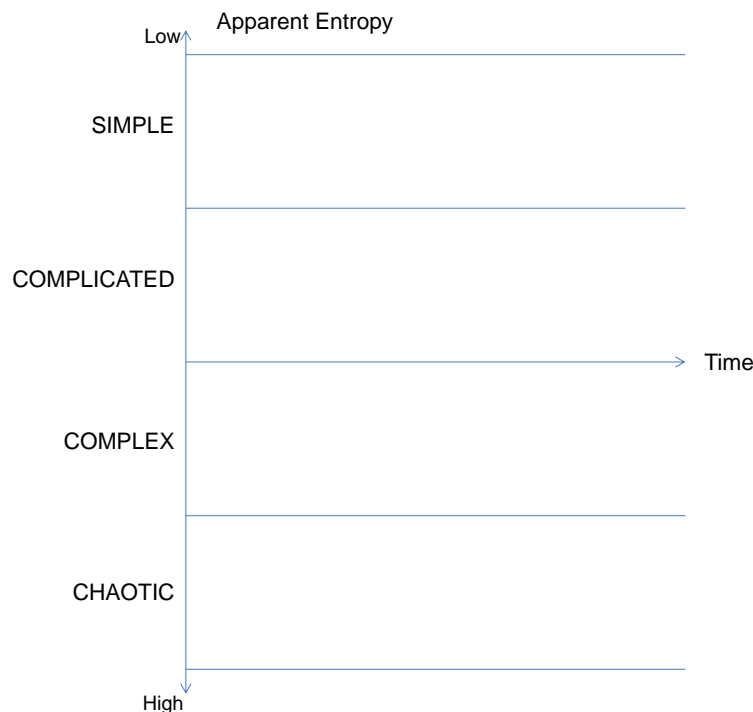 Apparent Entropy
Low
SIMPLE
COMPLICATED
Time
COMPLEX
CHAOTIC
High